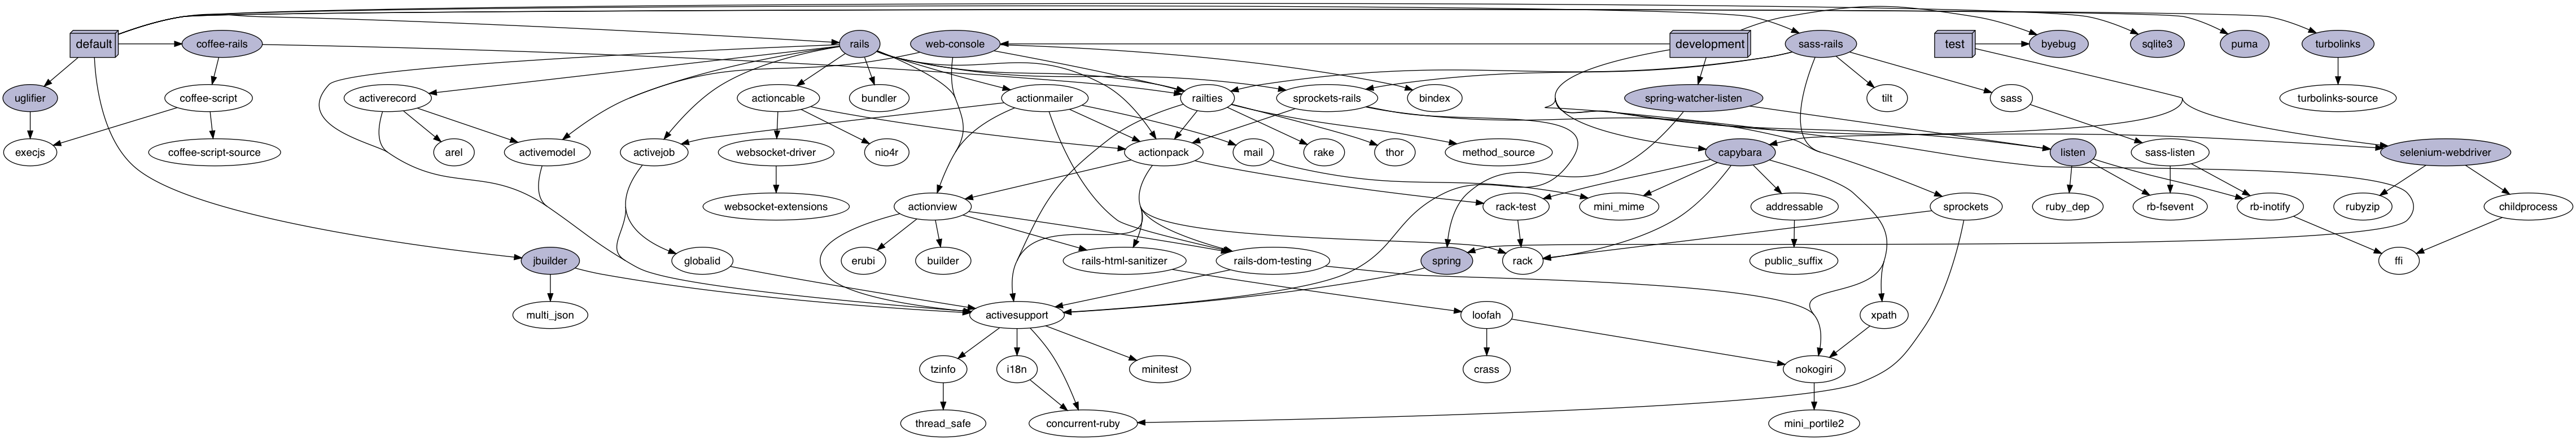 default
coffee-rails
rails
web-console
development
sass-rails
test
byebug
sqlite3
puma
turbolinks
uglifier
coffee-script
activerecord
actioncable
bundler
actionmailer
railties
sprockets-rails
bindex
spring-watcher-listen
tilt
sass
turbolinks-source
execjs
coffee-script-source
arel
activemodel
activejob
websocket-driver
nio4r
actionpack
mail
rake
thor
method_source
capybara
listen
sass-listen
selenium-webdriver
websocket-extensions
actionview
rack-test
mini_mime
addressable
sprockets
ruby_dep
rb-fsevent
rb-inotify
rubyzip
childprocess
jbuilder
globalid
erubi
builder
rails-html-sanitizer
rails-dom-testing
spring
rack
public_suffix
ffi
multi_json
activesupport
loofah
xpath
tzinfo
i18n
minitest
crass
nokogiri
thread_safe
concurrent-ruby
mini_portile2